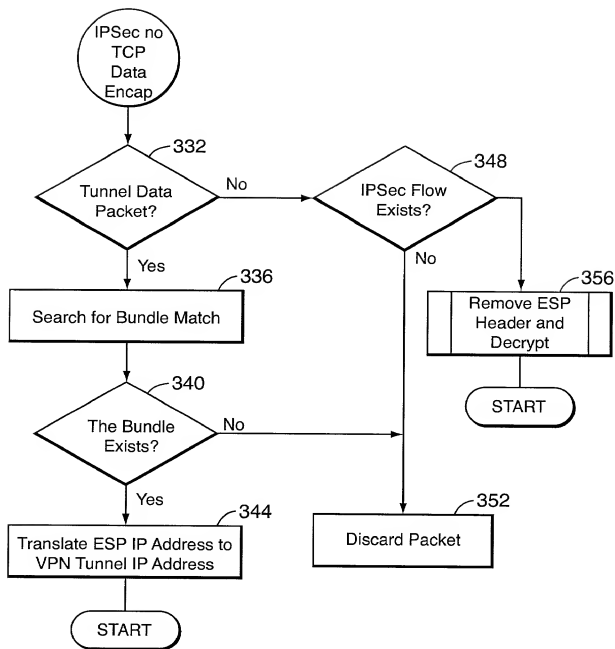 IPSec no
TCP
Data
Encap
332
Tunnel Data
Packet?
No
348
IPSec Flow
Exists?
Yes
No
336
Search for Bundle Match
356
Remove ESP
Header and
Decrypt
START
340
The Bundle
Exists?
No
Yes
344
Translate ESP IP Address to
VPN Tunnel IP Address
352
Discard Packet
START